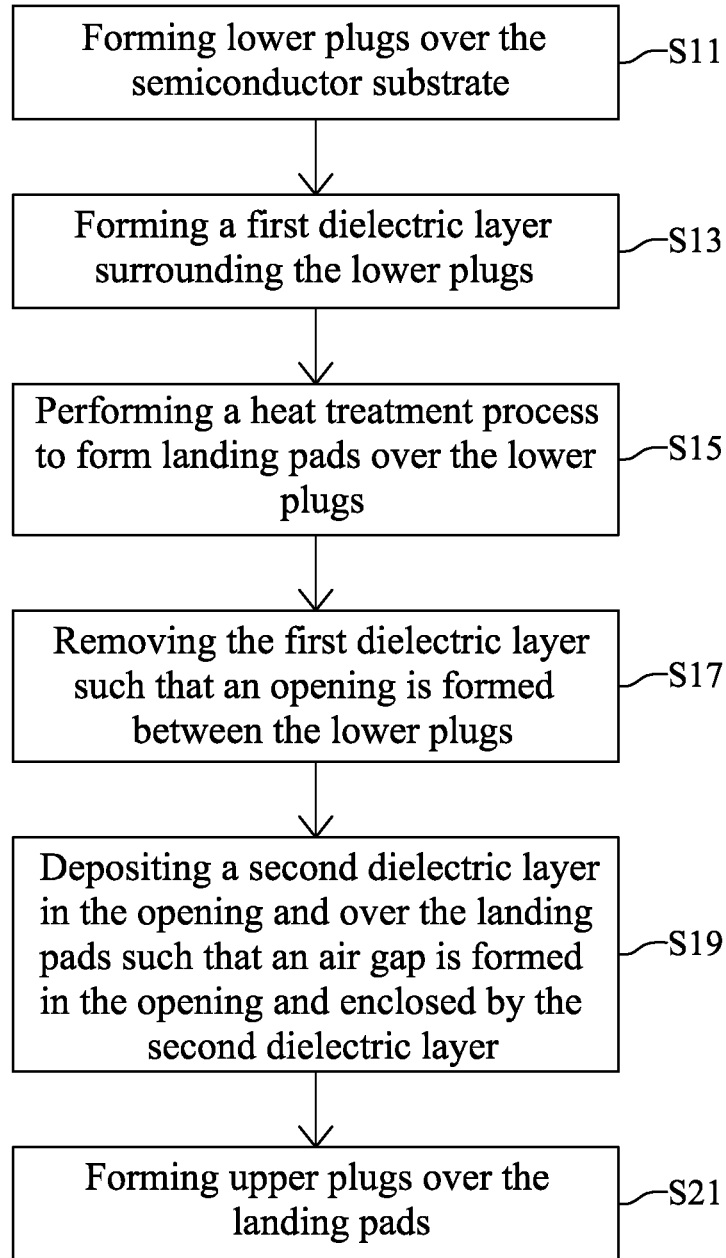 Forming lower plugs over the
semiconductor substrate
S11
Forming a first dielectric layer
surrounding the lower plugs
S13
Performing a heat treatment process
to form landing pads over the lower
plugs
S15
Removing the first dielectric layer
such that an opening is formed
between the lower plugs
S17
Depositing a second dielectric layer
in the opening and over the landing
pads such that an air gap is formed
in the opening and enclosed by the
second dielectric layer
S19
Forming upper plugs over the
landing pads
S21